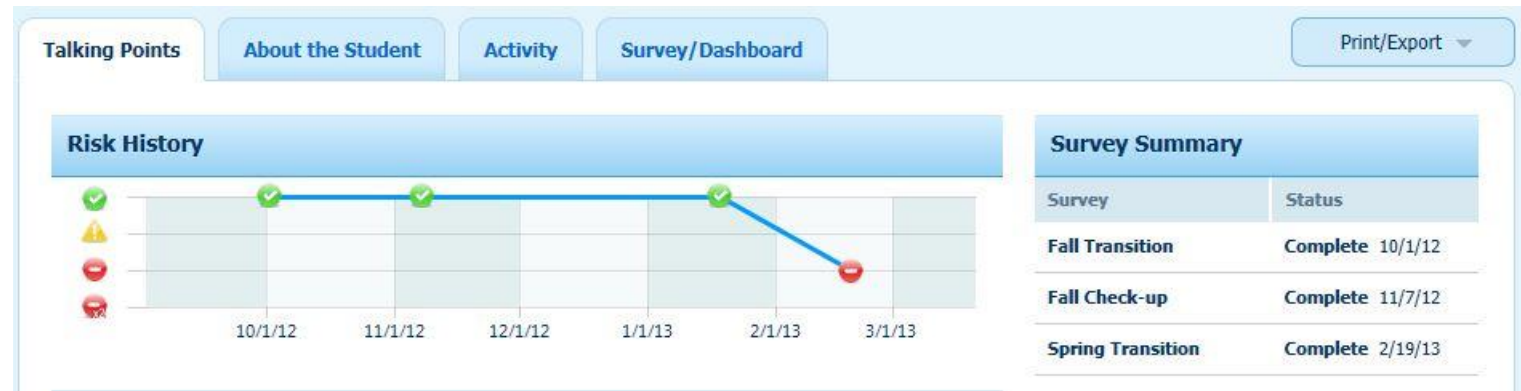 Talking Points
About the Student
Activity
Survey/Dashboard
Print/Export
Risk History
x2
10/1/12
11/1/12
12/1/12
1/1/13
2/1/13
3/1/13
Survey Summary
Survey Status
Fall Transition Complete 10/1/12
Fall Check-up Complete 11/7/12
Spring Transition Complete 2/19/13